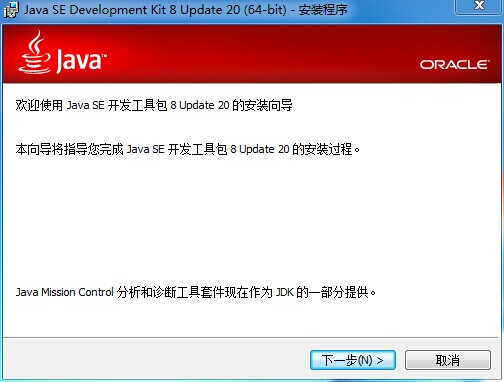 Java SE Development Kit 8 Update 20 (64-bit) - 安装程序
Java™
ORACLE®
欢迎使用 Java SE 开发工具包 8 Update 20 的安装向导
本向导将指导您完成 Java SE 开发工具包 8 Update 20 的安装过程。
Java Mission Control 分析和诊断工具套件现在作为 JDK 的一部分提供。
下一步(N) >
取消